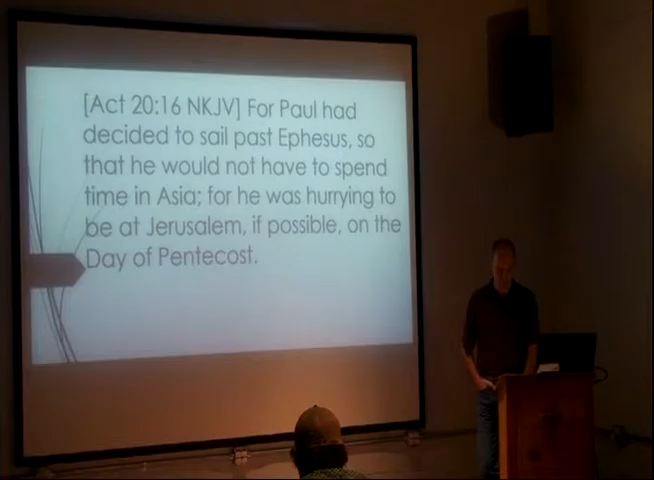 [Act 20:16 NKJV] For Paul had
decided to sail past Ephesus, so
that he would not have to spend
time in Asia; for he was hurrying to
be at Jerusalem, if possible, on the
Day of Pentecost.